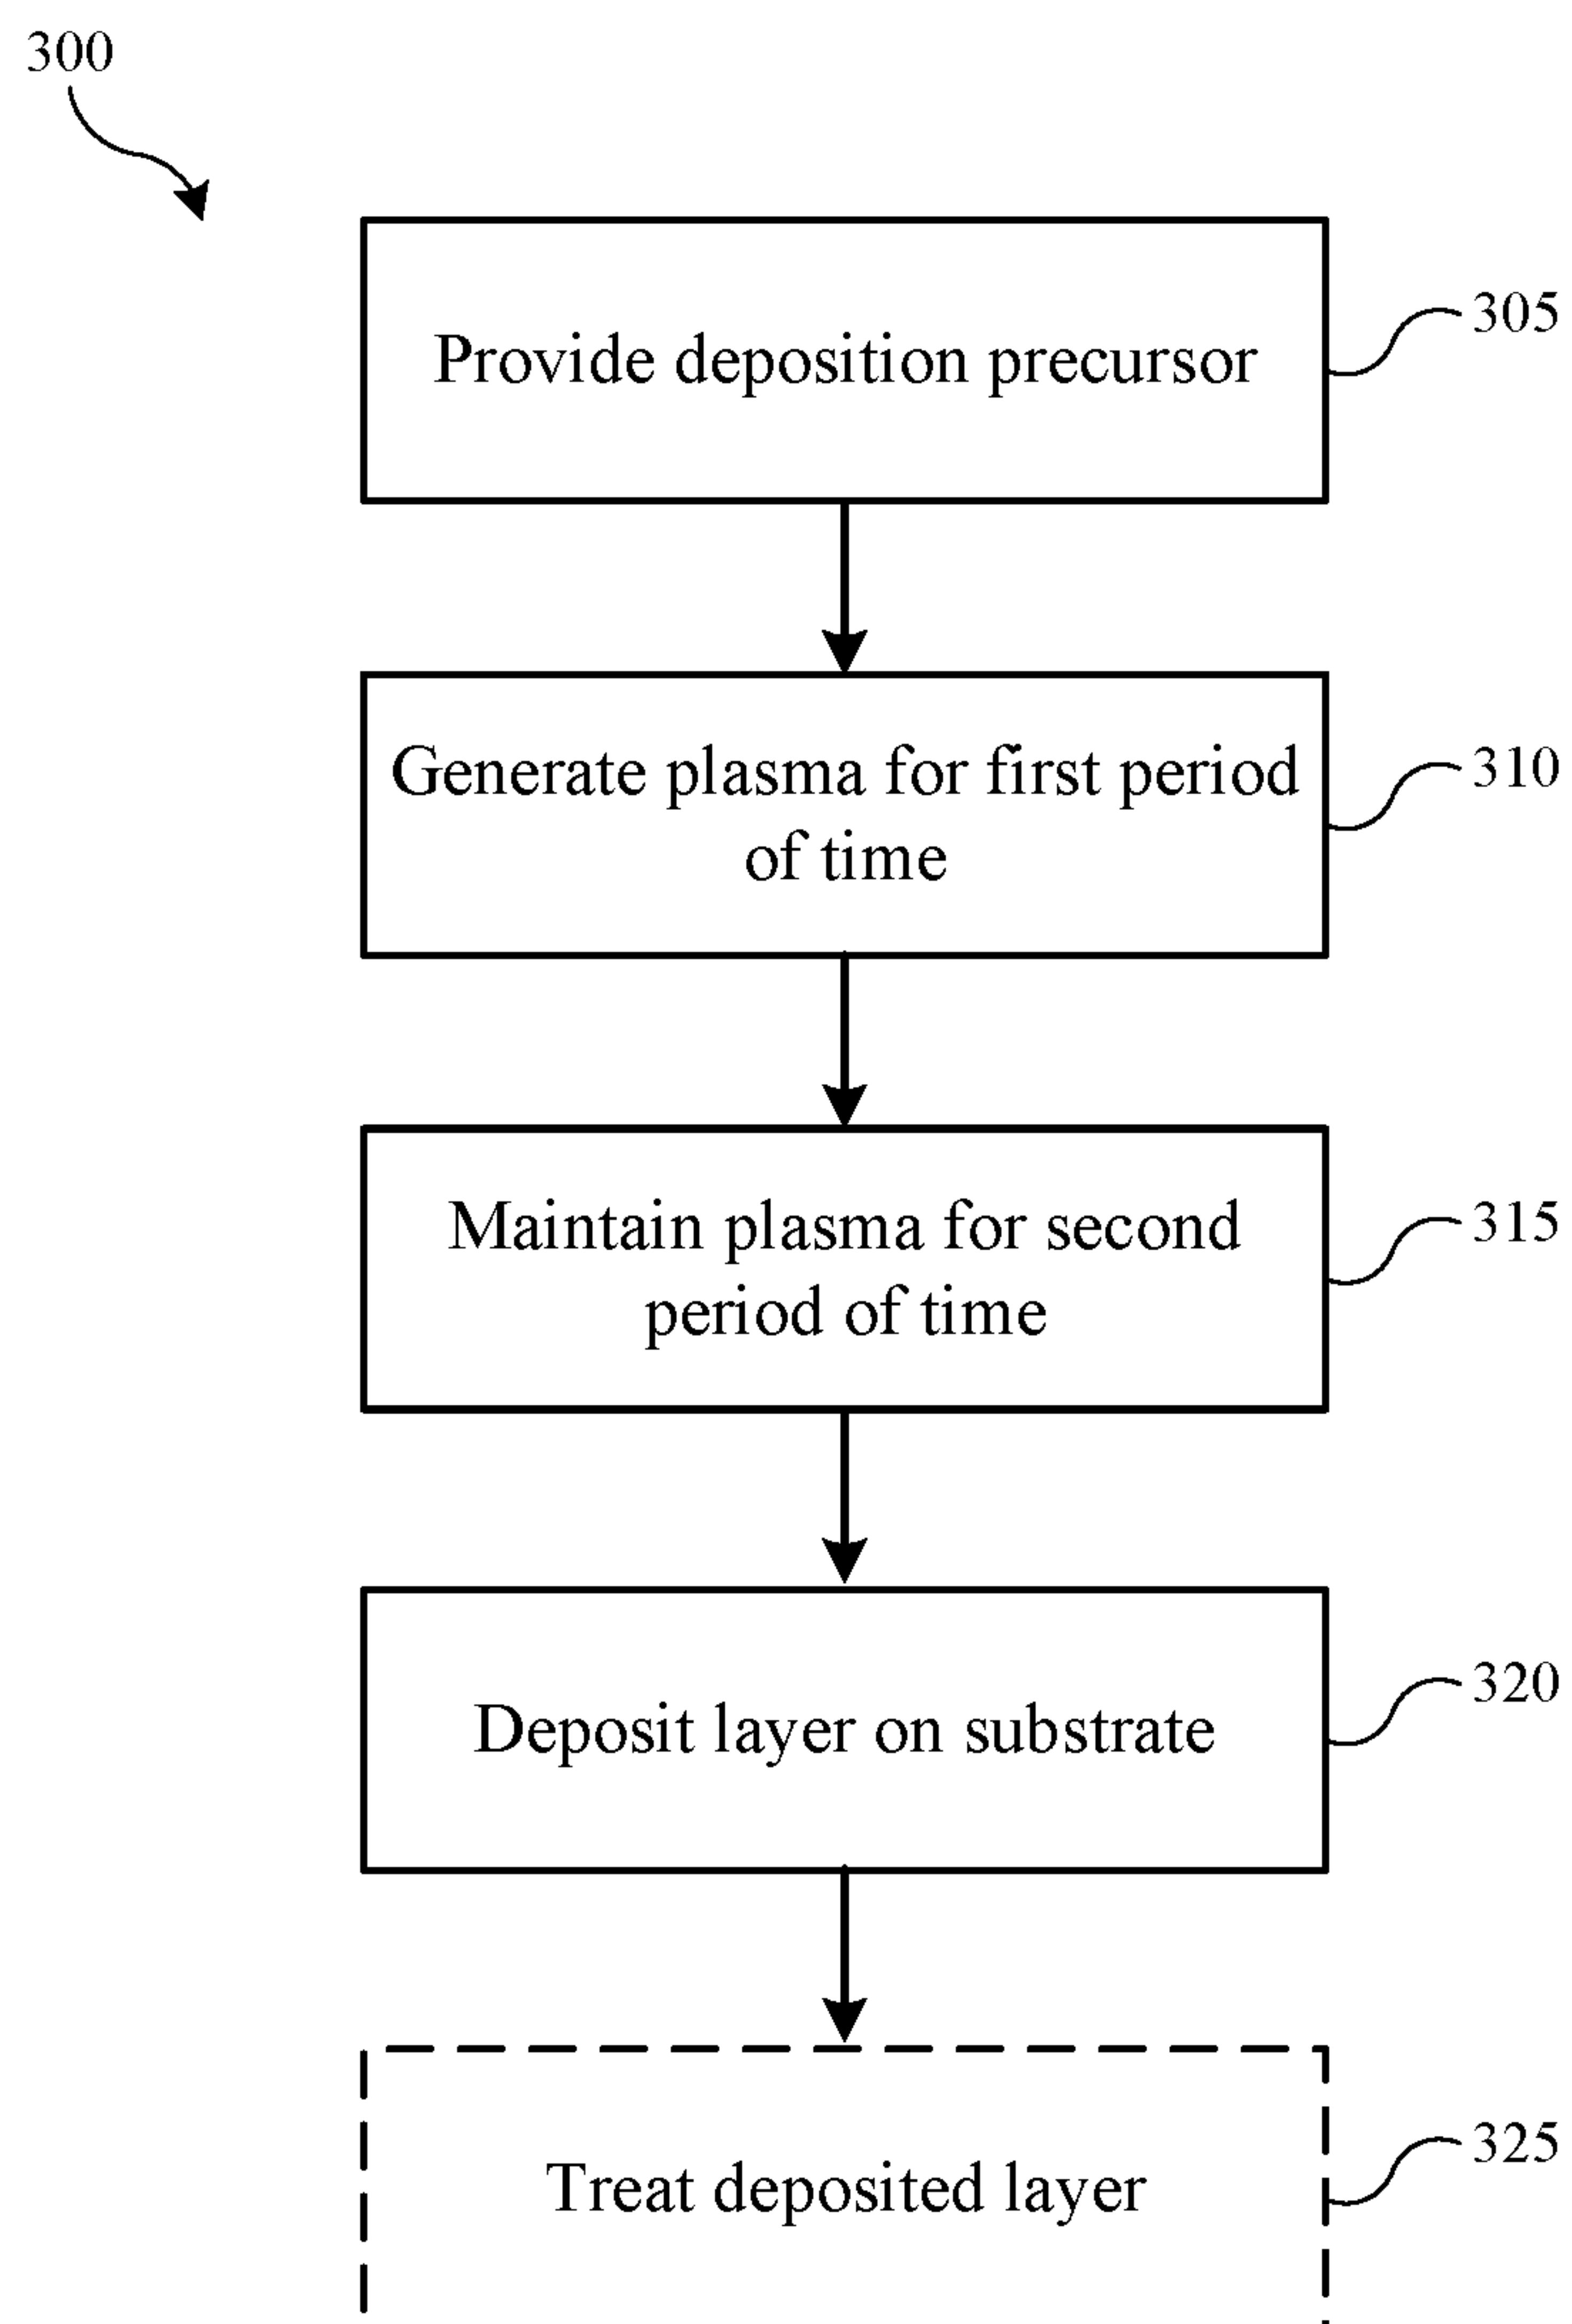 300
Provide deposition precursor
305
Generate plasma for first period
of time
310
Maintain plasma for second
period of time
315
Deposit layer on substrate
320
Treat deposited layer
325